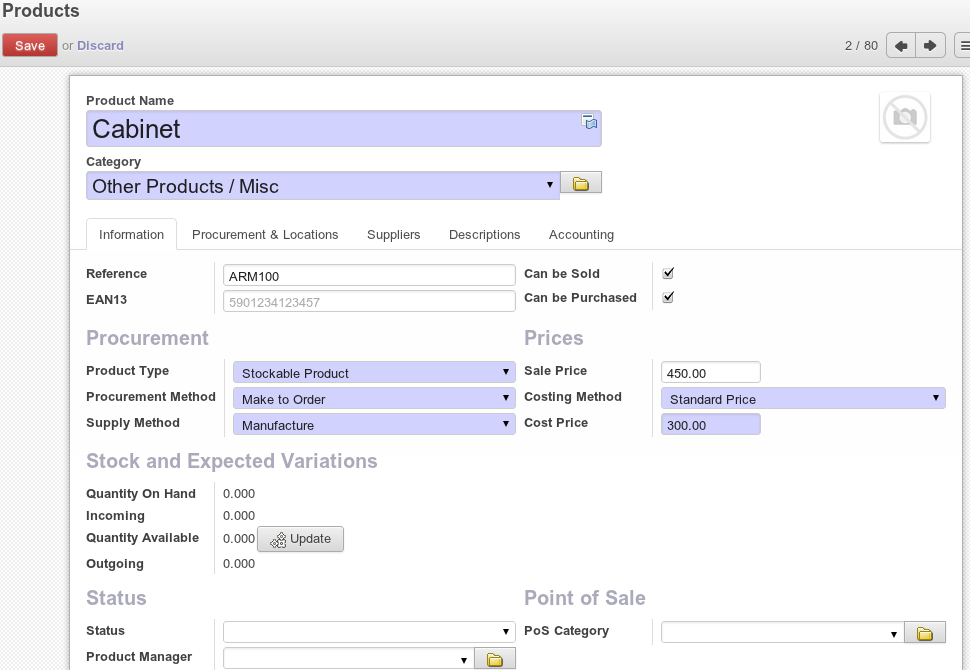 Products
Save or Discard 2 / 80
Product Name
Cabinet
Category
Other Products / Misc
Information Procurement & Locations Suppliers Descriptions Accounting
Reference ARM100 Can be Sold
EAN13 5901234123457 Can be Purchased
Procurement Prices
Product Type Stockable Product Sale Price 450.00
Procurement Method Make to Order Costing Method Standard Price
Supply Method Manufacture Cost Price 300.00
Stock and Expected Variations
Quantity On Hand 0.000
Incoming 0.000
Quantity Available 0.000 Update
Outgoing 0.000
Status Point of Sale
Status PoS Category
Product Manager